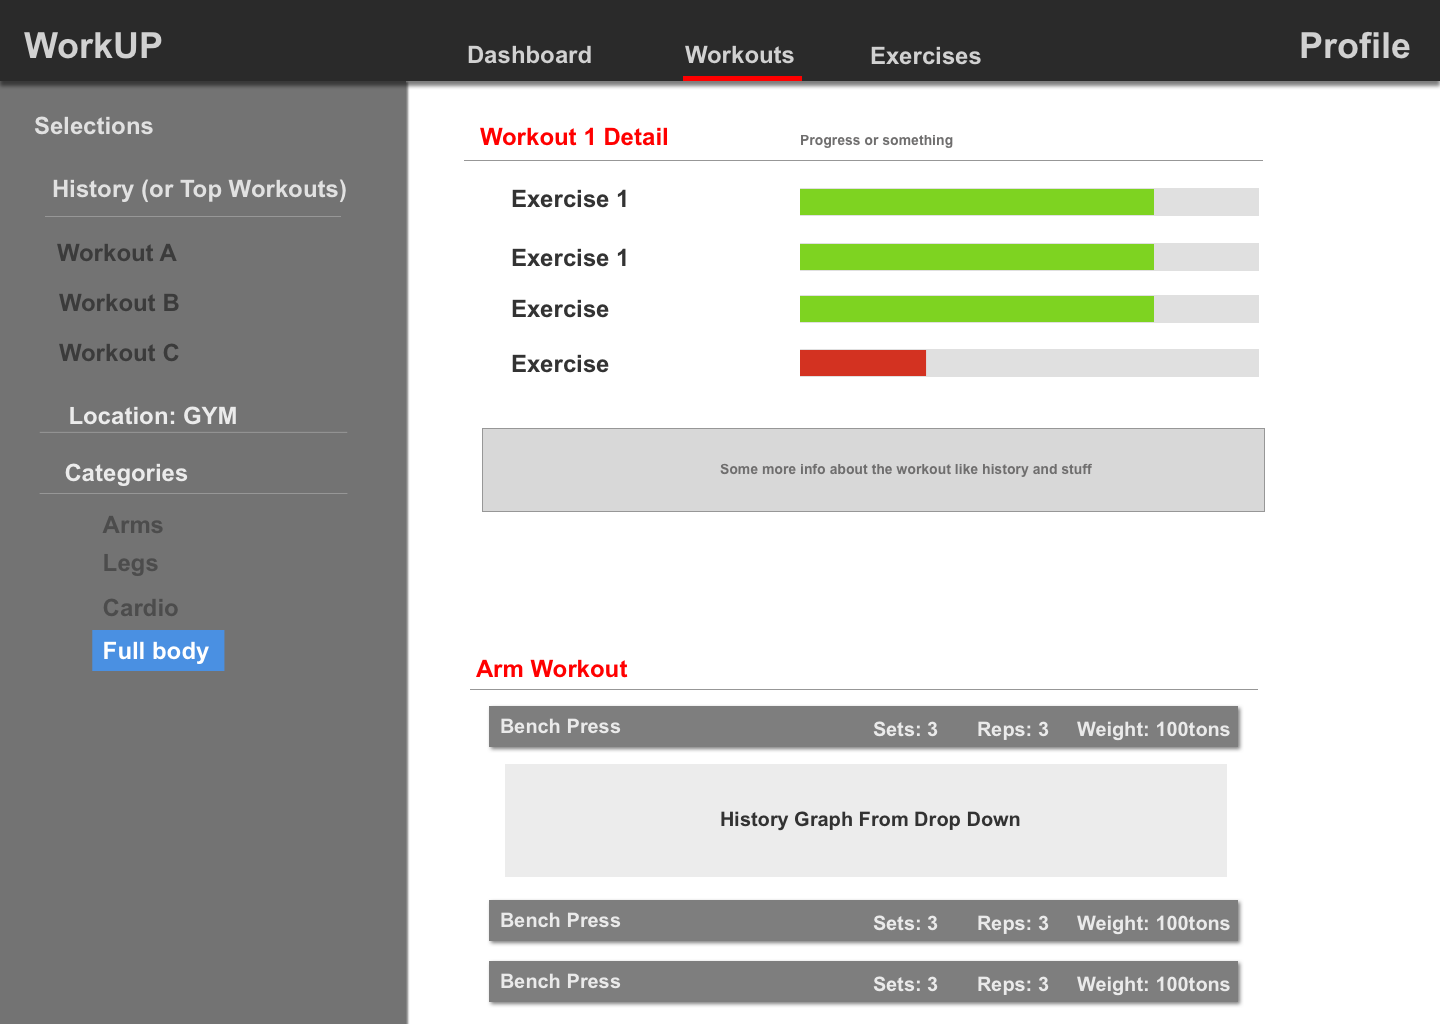 WorkUP
Dashboard
Workouts
Exercises
Profile
Selections
History (or Top Workouts)
Workout A
Workout B
Workout C
Location: GYM
Categories
Arms
Legs
Cardio
Full body
Workout 1 Detail
Progress or something
Exercise 1
Exercise 1
Exercise
Exercise
Some more info about the workout like history and stuff
Arm Workout
Bench Press Sets: 3 Reps: 3 Weight: 100tons
History Graph From Drop Down
Bench Press Sets: 3 Reps: 3 Weight: 100tons
Bench Press Sets: 3 Reps: 3 Weight: 100tons